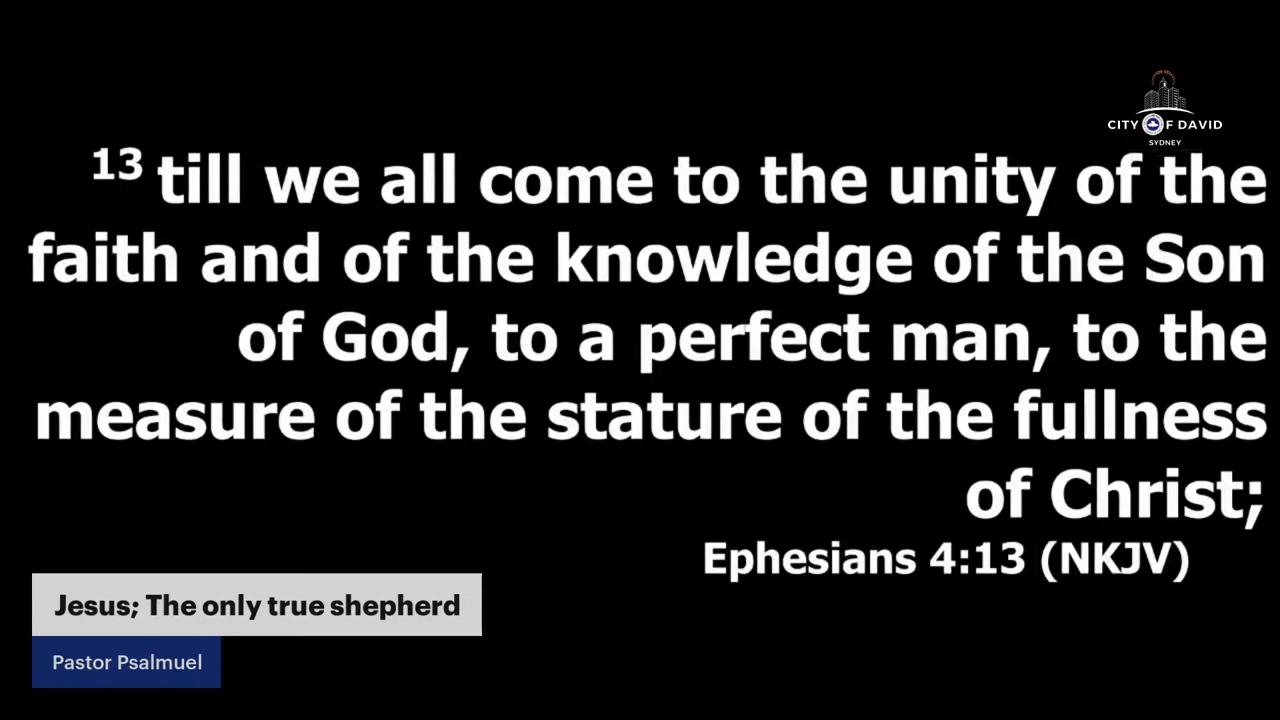 CITY OF DAVID
SYDNEY
13 till we all come to the unity of the
faith and of the knowledge of the Son
of God, to a perfect man, to the
measure of the stature of the fullness
of Christ;
Ephesians 4:13 (NKJV)
Jesus; The only true shepherd
Pastor Psalmuel